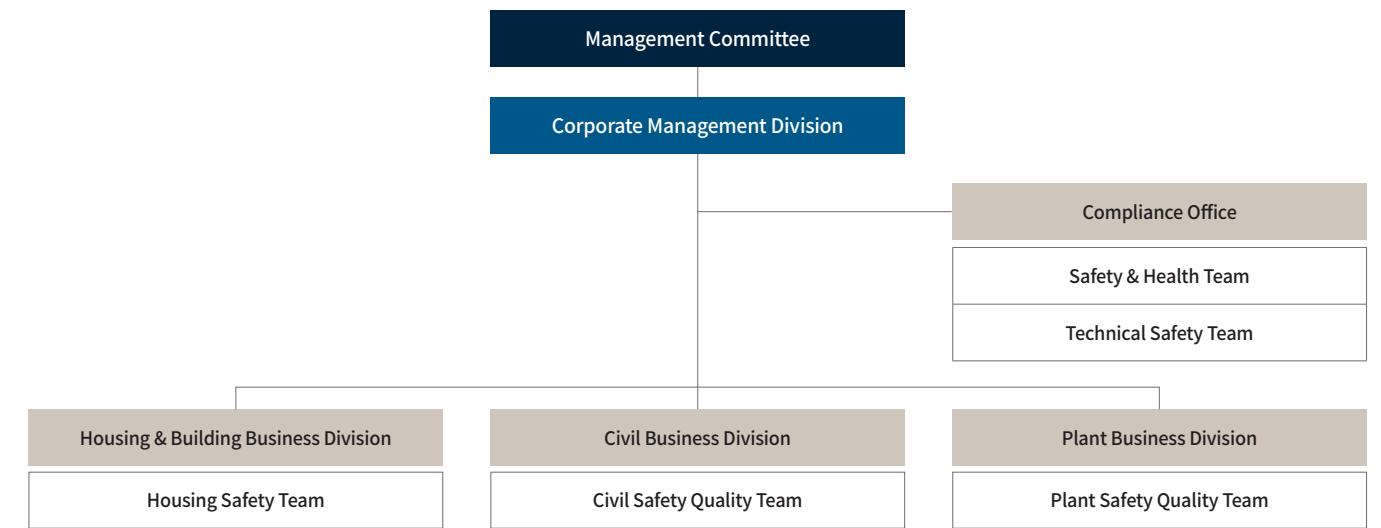 Management Committee
Corporate Management Division
Compliance Office
Safety & Health Team
Technical Safety Team
Housing & Building Business Division
Civil Business Division
Plant Business Division
Housing Safety Team
Civil Safety Quality Team
Plant Safety Quality Team